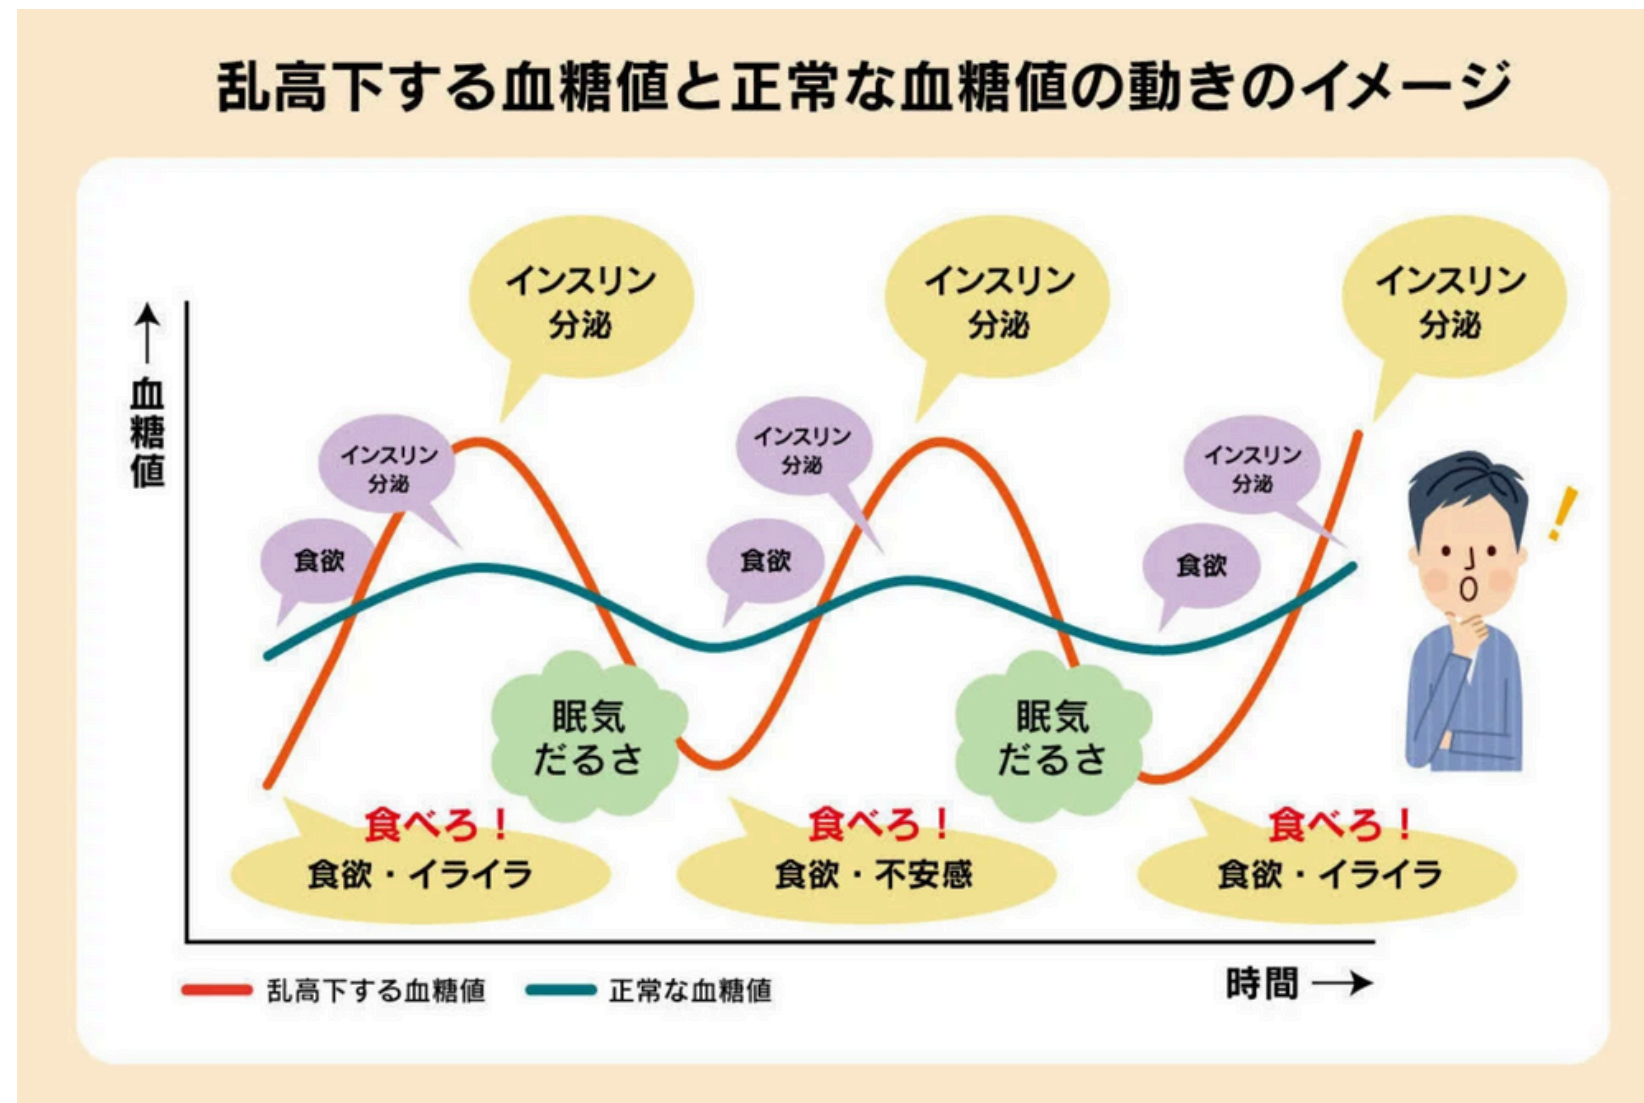 乱高下する血糖値と正常な血糖値の動きのイメージ
血糖値
インスリン
分泌
インスリン
分泌
インスリン
分泌
インスリン
分泌
インスリン
分泌
インスリン
分泌
食欲
食欲
食欲
眠気
だるさ
眠気
だるさ
食べろ！
食欲・イライラ
食べろ！
食欲・不安感
食べろ！
食欲・イライラ
!
時間
乱高下する血糖値
正常な血糖値